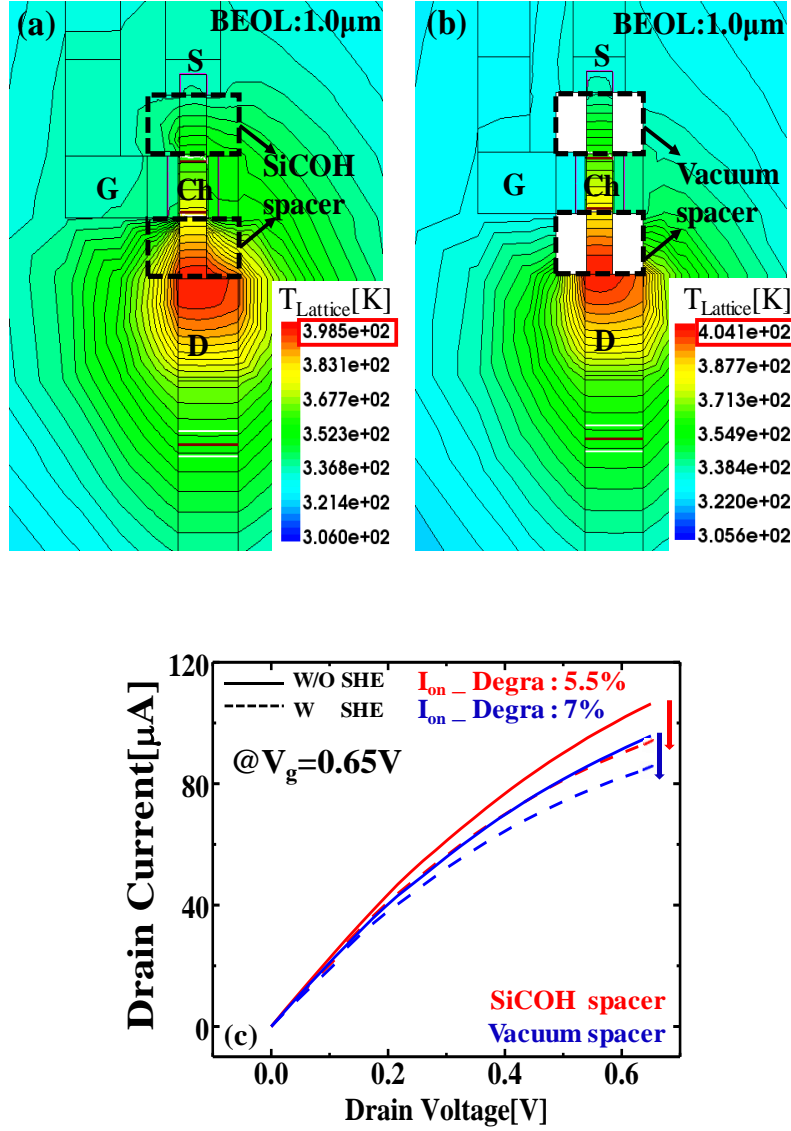 (a)
BEOL:1.0μm
S
SiCOH
spacer
G
Ch
D
T_Lattice[K]
3.985e+02
3.831e+02
3.677e+02
3.523e+02
3.368e+02
3.214e+02
3.060e+02
(b)
BEOL:1.0μm
S
Vacuum
spacer
G
Ch
D
T_Lattice[K]
4.041e+02
3.877e+02
3.713e+02
3.549e+02
3.384e+02
3.220e+02
3.056e+02
W/O SHE
W SHE
I_on _ Degra : 5.5%
I_on _ Degra : 7%
@V_g=0.65V
Drain Current[μA]
120
80
40
0
(c)
SiCOH spacer
Vacuum spacer
0.0 0.2 0.4 0.6
Drain Voltage[V]